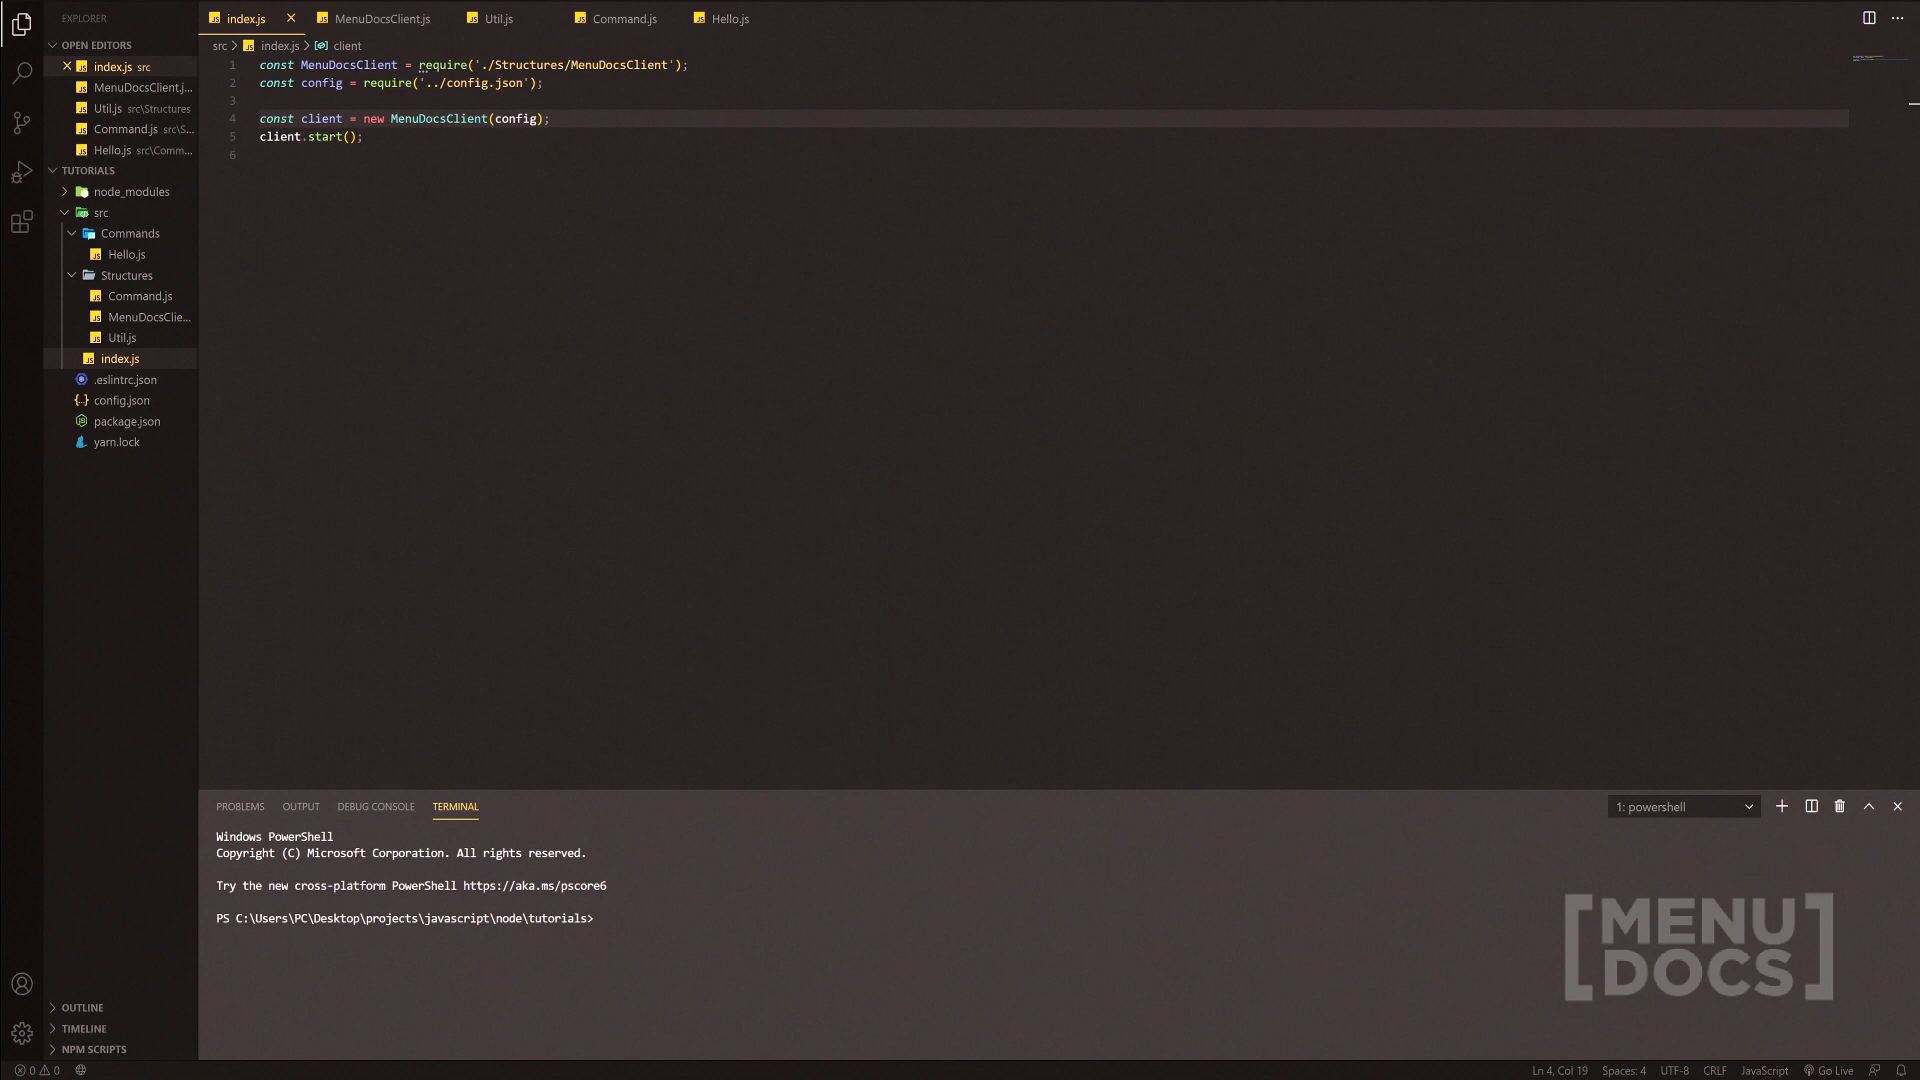 EXPLORER
OPEN EDITORS
index.js src
MenuDocsClient.j...
Util.js src\Structures
Command.js src\S...
Hello.js src\Comm...
TUTORIALS
node_modules
src
Commands
Hello.js
Structures
Command.js
MenuDocsClie...
Util.js
index.js
.eslintrc.json
config.json
package.json
yarn.lock
OUTLINE
TIMELINE
NPM SCRIPTS
index.js MenuDocsClient.js Util.js Command.js Hello.js
src > index.js > client
1 const MenuDocsClient = require('./Structures/MenuDocsClient');
2 const config = require('../config.json');
3
4 const client = new MenuDocsClient(config);
5 client.start();
6
PROBLEMS OUTPUT DEBUG CONSOLE TERMINAL 1: powershell
Windows PowerShell
Copyright (C) Microsoft Corporation. All rights reserved.
Try the new cross-platform PowerShell https://aka.ms/pscore6
PS C:\Users\PC\Desktop\projects\javascript\node\tutorials>
[MENU
DOCS]
0 0 Ln 4, Col 19 Spaces: 4 UTF-8 CRLF JavaScript Go Live